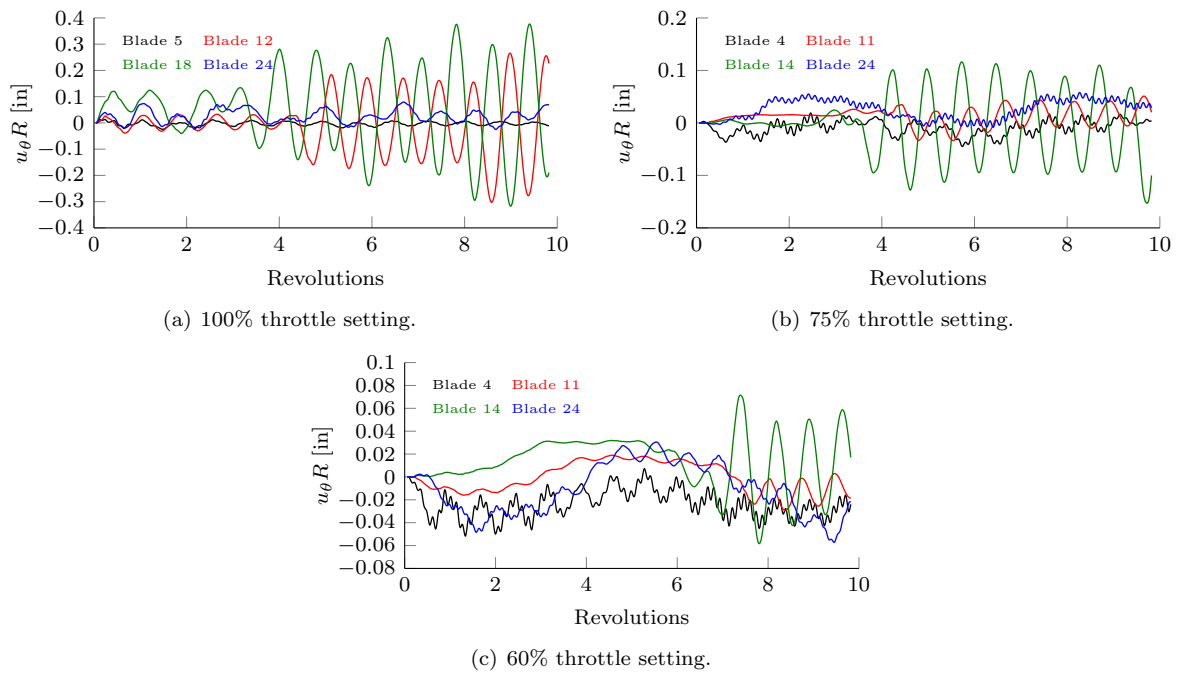 0.4
0.3
0.2
0.1
0
−0.1
−0.2
−0.3
−0.4
u_θR [in]
Blade 5 Blade 12
Blade 18 Blade 24
0 2 4 6 8 10
Revolutions
(a) 100% throttle setting.
0.2
0.1
0
−0.1
−0.2
u_θR [in]
Blade 4 Blade 11
Blade 14 Blade 24
0 2 4 6 8 10
Revolutions
(b) 75% throttle setting.
0.1
0.08
0.06
0.04
0.02
0
−0.02
−0.04
−0.06
−0.08
u_θR [in]
Blade 4 Blade 11
Blade 14 Blade 24
0 2 4 6 8 10
Revolutions
(c) 60% throttle setting.